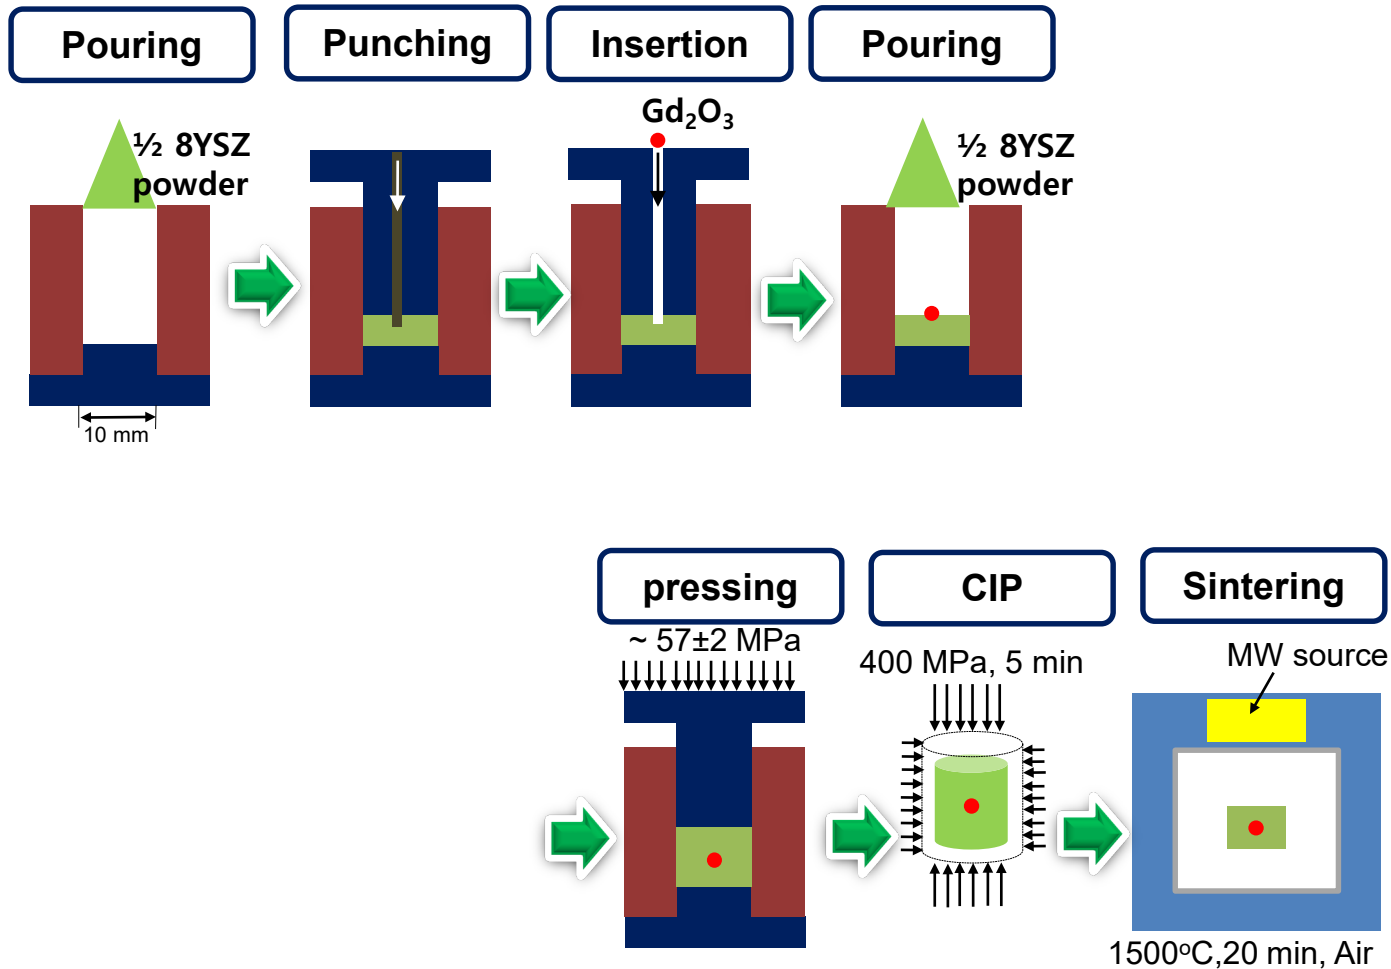 Pouring
Punching
Insertion
Pouring
½ 8YSZ
powder
Gd₂O₃
½ 8YSZ
powder
10 mm
pressing
CIP
Sintering
~ 57±2 MPa
400 MPa, 5 min
MW source
1500ºC,20 min, Air